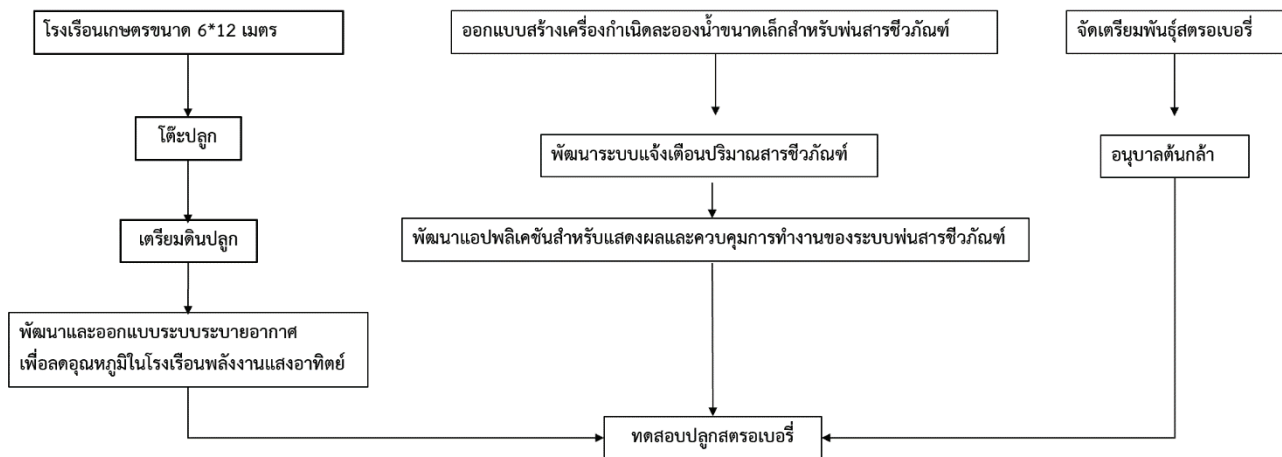 โรงเรือนเกษตรขนาด 6*12 เมตร
โต๊ะปลูก
เตรียมดินปลูก
พัฒนาและออกแบบระบบระบายอากาศ
เพื่อลดอุณหภูมิในโรงเรือนพลังงานแสงอาทิตย์
ออกแบบสร้างเครื่องกำเนิดละอองน้ำขนาดเล็กสำหรับพ่นสารชีวภัณฑ์
พัฒนาระบบแจ้งเตือนปริมาณสารชีวภัณฑ์
พัฒนาแอปพลิเคชันสำหรับแสดงผลและควบคุมการทำงานของระบบพ่นสารชีวภัณฑ์
จัดเตรียมพันธุ์สตรอเบอรี่
อนุบาลต้นกล้า
ทดสอบปลูกสตรอเบอรี่